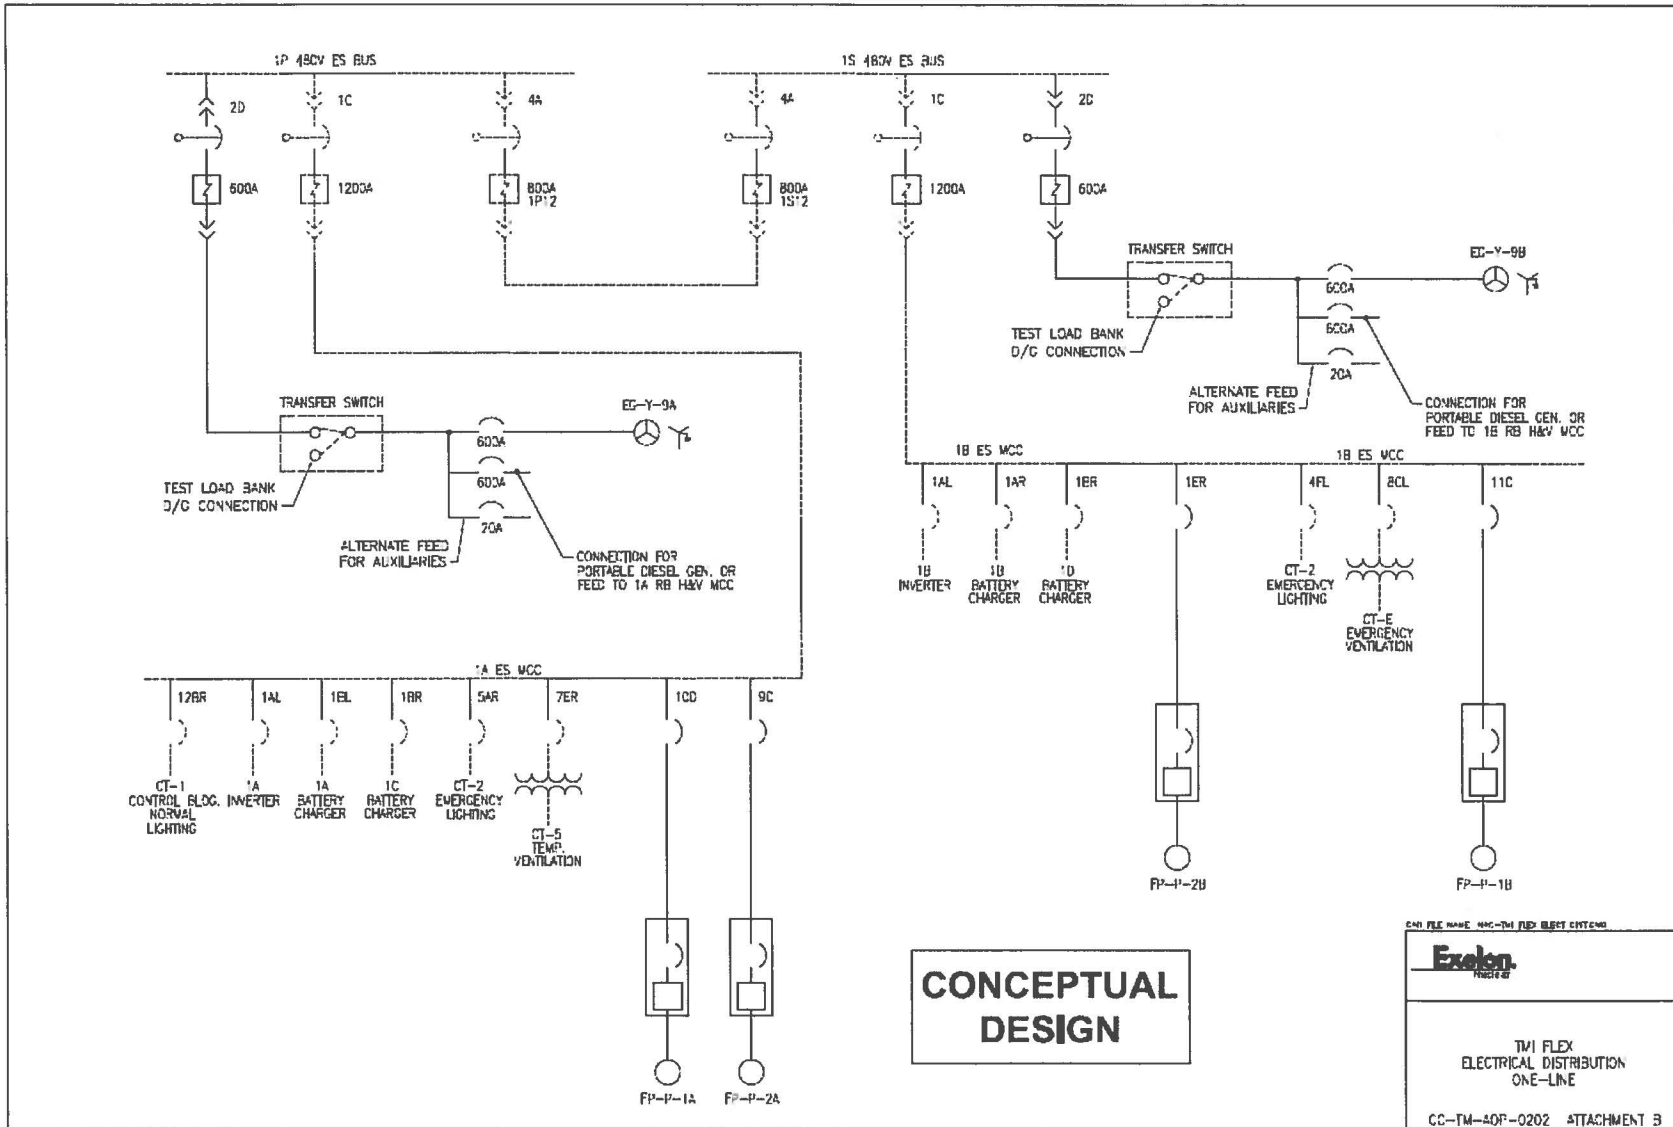 1P 480V ES BUS
1S 480V ES BUS
2D
1C
4A
4A
1C
2D
600A
1200A
800A
1P12
800A
1S12
1200A
600A
TRANSFER SWITCH
EG-Y-9B
600A
600A
20A
TEST LOAD BANK
D/G CONNECTION
ALTERNATE FEED
FOR AUXILIARIES
CONNECTION FOR
PORTABLE DIESEL GEN. OR
FEED TO 1B RB H&V MCC
TRANSFER SWITCH
EG-Y-9A
600A
600A
20A
TEST LOAD BANK
D/G CONNECTION
ALTERNATE FEED
FOR AUXILIARIES
CONNECTION FOR
PORTABLE DIESEL GEN. OR
FEED TO 1A RB H&V MCC
1B ES MCC
1B ES MCC
1AL
1AR
1BR
1ER
4FL
8CL
11C
1B
INVERTER
1B
BATTERY
CHARGER
1D
BATTERY
CHARGER
CT-2
EMERGENCY
LIGHTING
CT-E
EMERGENCY
VENTILATION
FP-P-2B
FP-P-1B
1A ES MCC
12BR
1AL
1BL
1BR
5AR
7ER
10D
9C
CT-1
CONTROL BLDG.
NORMAL
LIGHTING
1A
INVERTER
1A
BATTERY
CHARGER
1C
BATTERY
CHARGER
CT-2
EMERGENCY
LIGHTING
CT-5
TEMP.
VENTILATION
FP-P-1A
FP-P-2A
CONCEPTUAL
DESIGN
Exelon.
Nuclear
TMI FLEX
ELECTRICAL DISTRIBUTION
ONE-LINE
CC-TM-AOP-0202 ATTACHMENT B